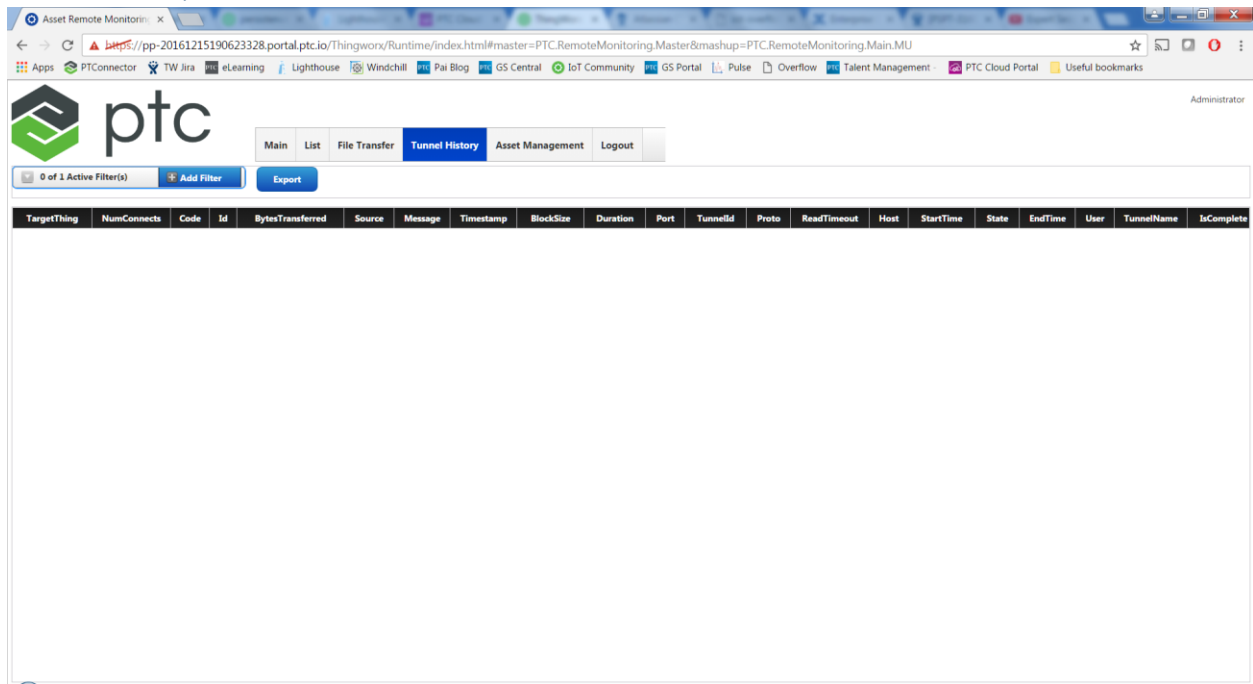 Asset Remote Monitorin
https://pp-20161215190623328.portal.ptc.io/Thingworx/Runtime/index.html#master=PTC.RemoteMonitoring.Master&mashup=PTC.RemoteMonitoring.Main.MU
Apps PTConnector TW Jira eLearning Lighthouse Windchill Pai Blog GS Central IoT Community GS Portal Pulse Overflow Talent Management - PTC Cloud Portal Useful bookmarks
Administrator
ptc
Main List File Transfer Tunnel History Asset Management Logout
0 of 1 Active Filter(s) Add Filter Export
TargetThing NumConnects Code Id BytesTransferred Source Message Timestamp BlockSize Duration Port TunnelId Proto ReadTimeout Host StartTime State EndTime User TunnelName IsComplete